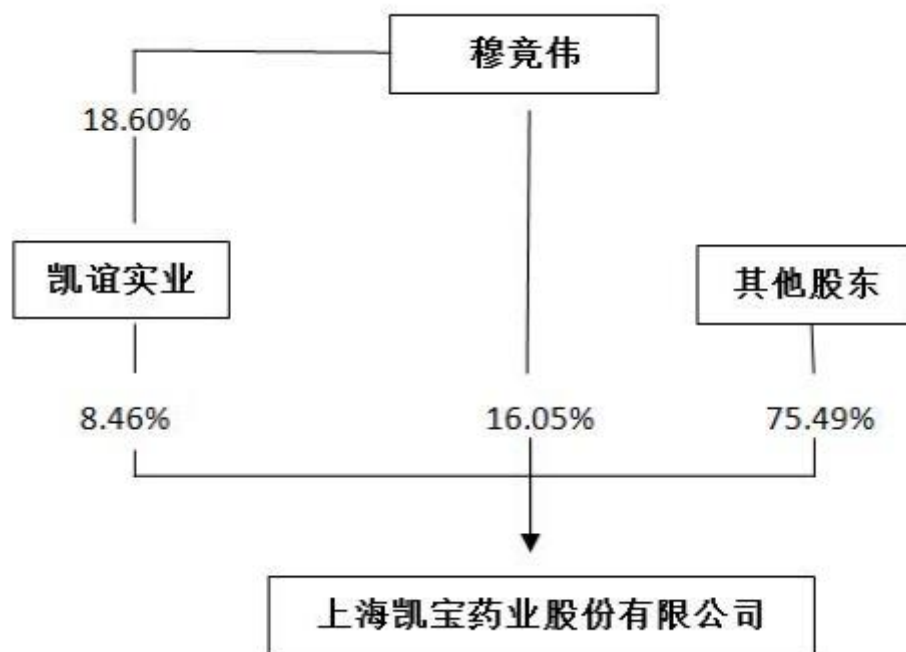 穆竟伟
18.60%
凯谊实业
其他股东
8.46%
16.05%
75.49%
上海凯宝药业股份有限公司